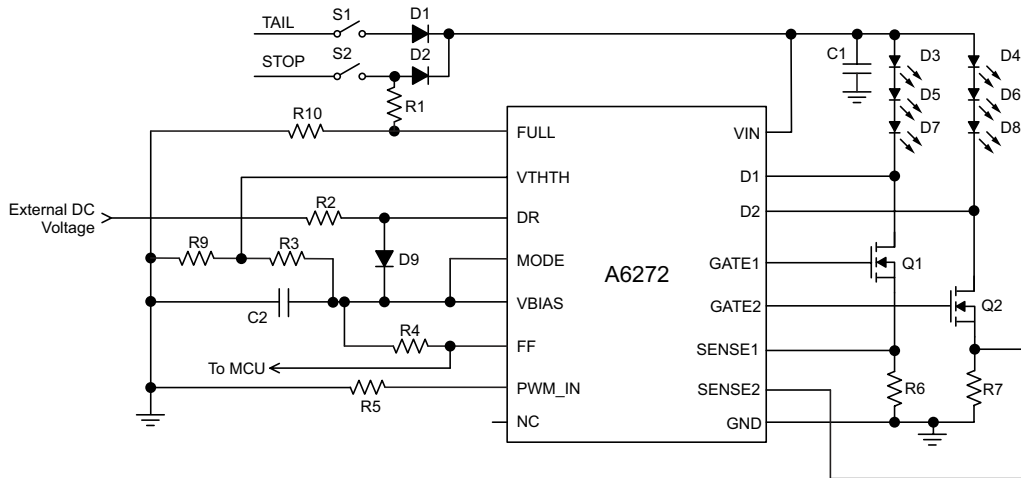 TAIL
S1
D1
STOP
S2
D2
R1
R10
C1
D3
D4
D5
D6
D7
D8
FULL
VIN
VTHTH
D1
External DC
Voltage
R2
DR
D2
R9
R3
D9
MODE
A6272
GATE1
Q1
C2
VBIAS
GATE2
Q2
R4
FF
SENSE1
To MCU
R5
PWM_IN
SENSE2
R6
R7
NC
GND